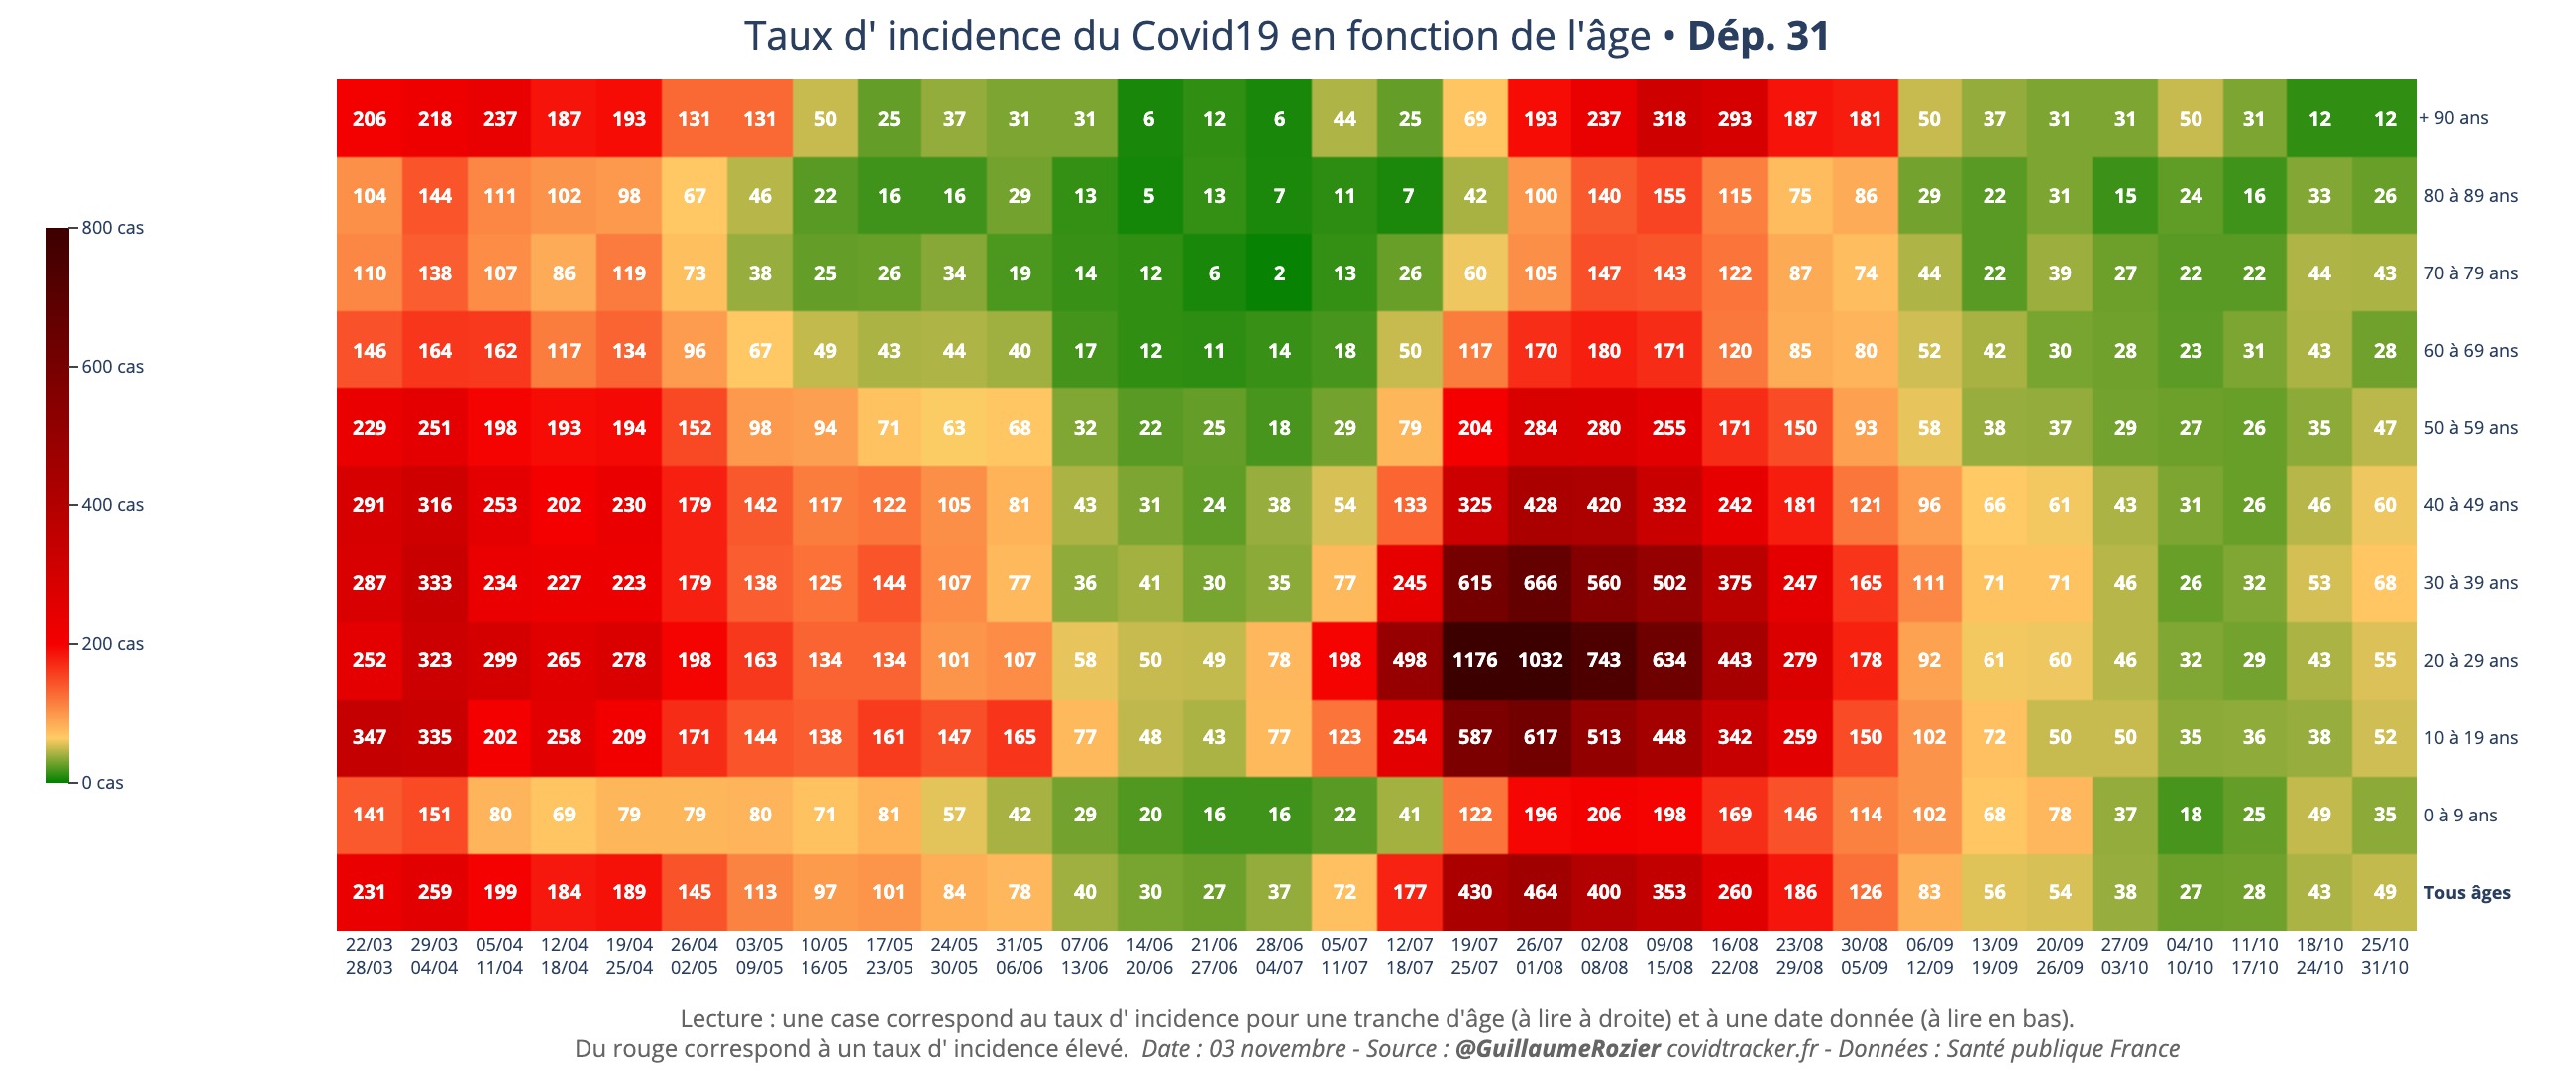 Taux d' incidence du Covid19 en fonction de l'âge • Dép. 31
800 cas
600 cas
400 cas
200 cas
0 cas
206 218 237 187 193 131 131 50 25 37 31 31 6 12 6 44 25 69 193 237 318 293 187 181 50 37 31 31 50 31 12 12 + 90 ans
104 144 111 102 98 67 46 22 16 16 29 13 5 13 7 11 7 42 100 140 155 115 75 86 29 22 31 15 24 16 33 26 80 à 89 ans
110 138 107 86 119 73 38 25 26 34 19 14 12 6 2 13 26 60 105 147 143 122 87 74 44 22 39 27 22 22 44 43 70 à 79 ans
146 164 162 117 134 96 67 49 43 44 40 17 12 11 14 18 50 117 170 180 171 120 85 80 52 42 30 28 23 31 43 28 60 à 69 ans
229 251 198 193 194 152 98 94 71 63 68 32 22 25 18 29 79 204 284 280 255 171 150 93 58 38 37 29 27 26 35 47 50 à 59 ans
291 316 253 202 230 179 142 117 122 105 81 43 31 24 38 54 133 325 428 420 332 242 181 121 96 66 61 43 31 26 46 60 40 à 49 ans
287 333 234 227 223 179 138 125 144 107 77 36 41 30 35 77 245 615 666 560 502 375 247 165 111 71 71 46 26 32 53 68 30 à 39 ans
252 323 299 265 278 198 163 134 134 101 107 58 50 49 78 198 498 1176 1032 743 634 443 279 178 92 61 60 46 32 29 43 55 20 à 29 ans
347 335 202 258 209 171 144 138 161 147 165 77 48 43 77 123 254 587 617 513 448 342 259 150 102 72 50 50 35 36 38 52 10 à 19 ans
141 151 80 69 79 79 80 71 81 57 42 29 20 16 16 22 41 122 196 206 198 169 146 114 102 68 78 37 18 25 49 35 0 à 9 ans
231 259 199 184 189 145 113 97 101 84 78 40 30 27 37 72 177 430 464 400 353 260 186 126 83 56 54 38 27 28 43 49 Tous âges
22/03 29/03 05/04 12/04 19/04 26/04 03/05 10/05 17/05 24/05 31/05 07/06 14/06 21/06 28/06 05/07 12/07 19/07 26/07 02/08 09/08 16/08 23/08 30/08 06/09 13/09 20/09 27/09 04/10 11/10 18/10 25/10
28/03 04/04 11/04 18/04 25/04 02/05 09/05 16/05 23/05 30/05 06/06 13/06 20/06 27/06 04/07 11/07 18/07 25/07 01/08 08/08 15/08 22/08 29/08 05/09 12/09 19/09 26/09 03/10 10/10 17/10 24/10 31/10
Lecture : une case correspond au taux d' incidence pour une tranche d'âge (à lire à droite) et à une date donnée (à lire en bas).
Du rouge correspond à un taux d' incidence élevé. Date : 03 novembre - Source : @GuillaumeRozier covidtracker.fr - Données : Santé publique France